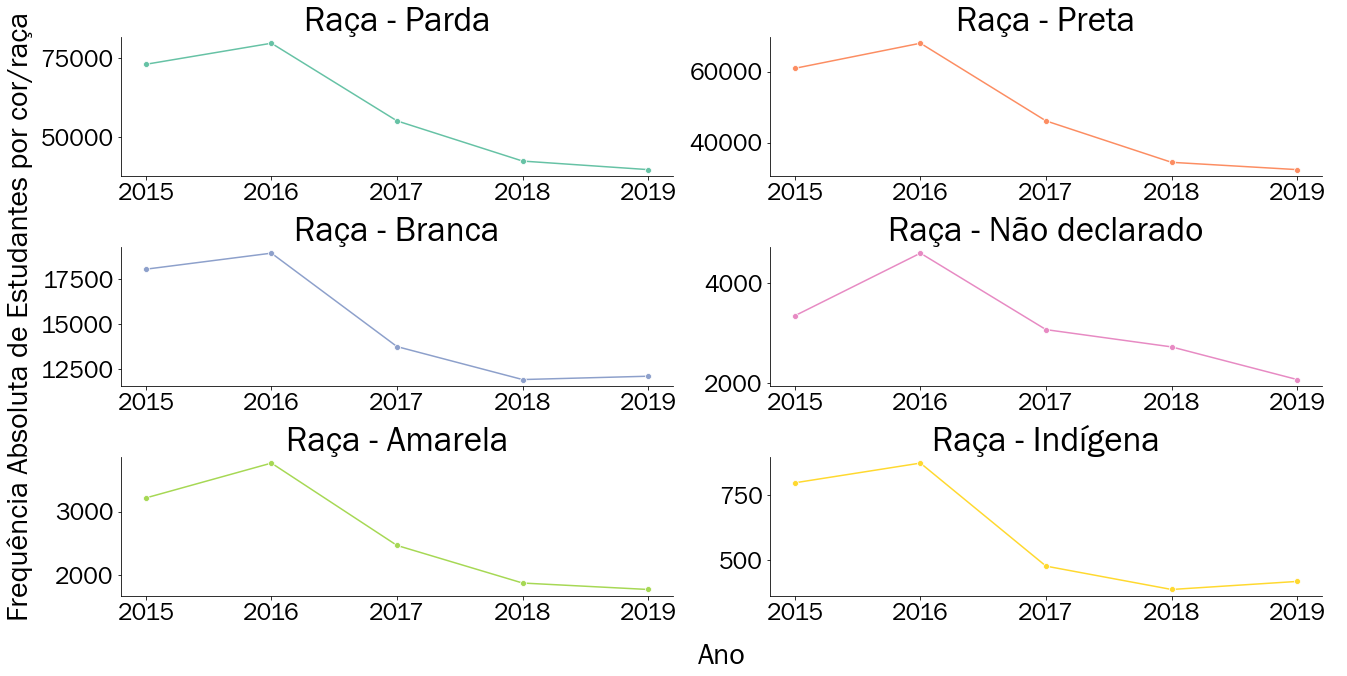 Frequência Absoluta de Estudantes por cor/raça
Raça - Parda
75000
50000
2015 2016 2017 2018 2019
Raça - Preta
60000
40000
2015 2016 2017 2018 2019
Raça - Branca
17500
15000
12500
2015 2016 2017 2018 2019
Raça - Não declarado
4000
2000
2015 2016 2017 2018 2019
Raça - Amarela
3000
2000
2015 2016 2017 2018 2019
Raça - Indígena
750
500
2015 2016 2017 2018 2019
Ano